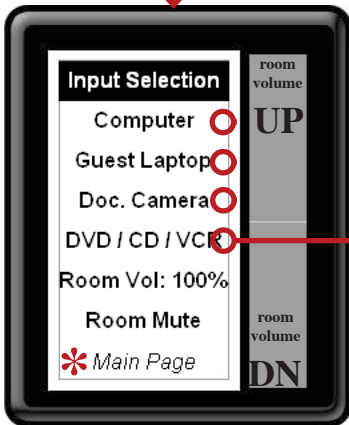 Input Selection
Computer
Guest Laptop
Doc. Camera
DVD / CD / VCR
Room Vol: 100%
Room Mute
* Main Page
room
volume
UP
room
volume
DN